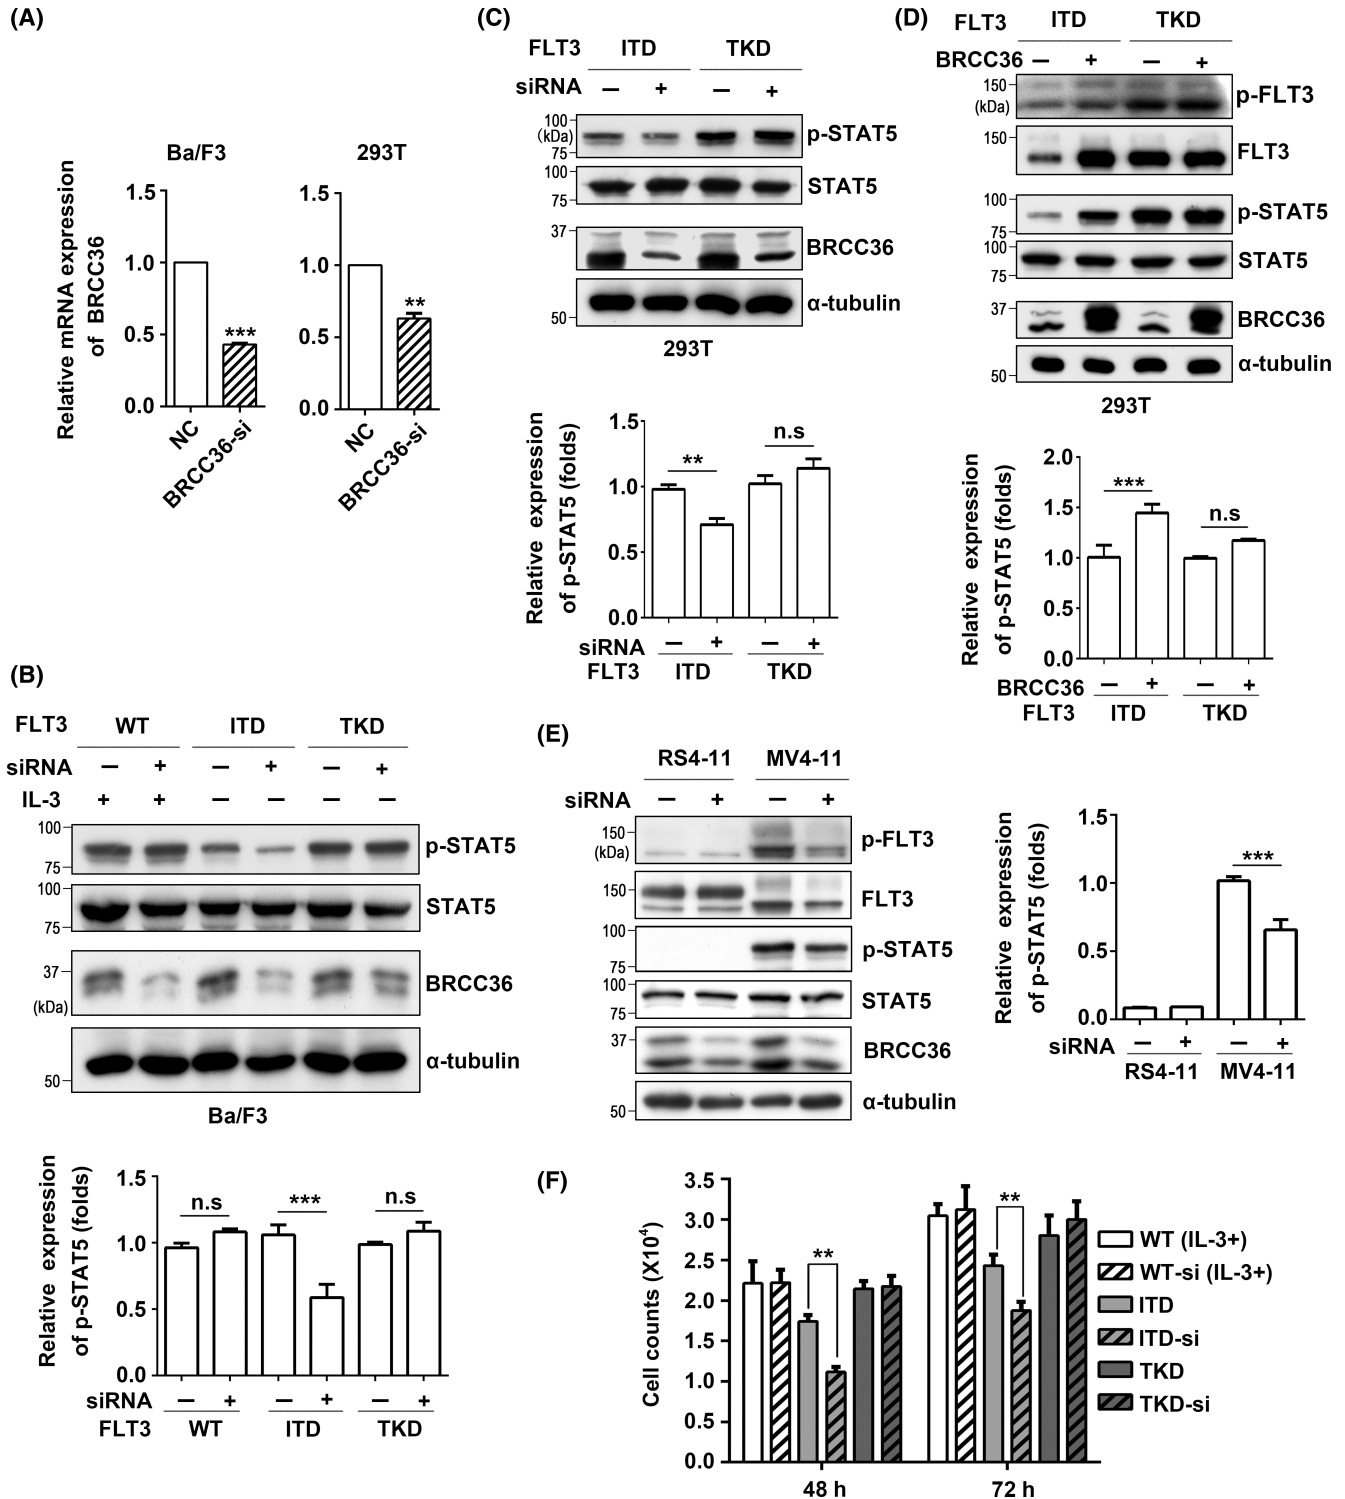 (A)
Ba/F3
293T
Relative mRNA expression
of BRCC36
1.5
1.0
0.5
0.0
***
NC
BRCC36-si
1.5
1.0
0.5
0.0
**
NC
BRCC36-si
(B)
FLT3 WT ITD TKD
siRNA – + – + – +
IL-3 + + – – – –
100
75
p-STAT5
100
75
STAT5
37
(kDa)
BRCC36
50
α-tubulin
Ba/F3
Relative expression
of p-STAT5 (folds)
1.5
1.0
0.5
0.0
n.s
***
n.s
siRNA – + – + – +
FLT3 WT ITD TKD
(C)
FLT3 ITD TKD
siRNA – + – +
100
(kDa)
75
p-STAT5
100
75
STAT5
37
BRCC36
50
α-tubulin
293T
Relative expression
of p-STAT5 (folds)
1.5
1.0
0.5
0.0
**
n.s
siRNA – + – +
FLT3 ITD TKD
(D)
FLT3 ITD TKD
BRCC36 – + – +
150
(kDa)
p-FLT3
150
FLT3
100
75
p-STAT5
100
75
STAT5
37
BRCC36
50
α-tubulin
293T
Relative expression
of p-STAT5 (folds)
2.0
1.5
1.0
0.5
0.0
***
n.s
BRCC36 – + – +
FLT3 ITD TKD
(E)
RS4-11 MV4-11
siRNA – + – +
150
(kDa)
p-FLT3
150
FLT3
100
75
p-STAT5
100
75
STAT5
37
BRCC36
50
α-tubulin
Relative expression
of p-STAT5 (folds)
1.5
1.0
0.5
0.0
***
siRNA – + – +
RS4-11 MV4-11
(F)
Cell counts (X10⁴)
3.5
3.0
2.5
2.0
1.5
1.0
0.5
0.0
**
**
48 h 72 h
WT (IL-3+)
WT-si (IL-3+)
ITD
ITD-si
TKD
TKD-si